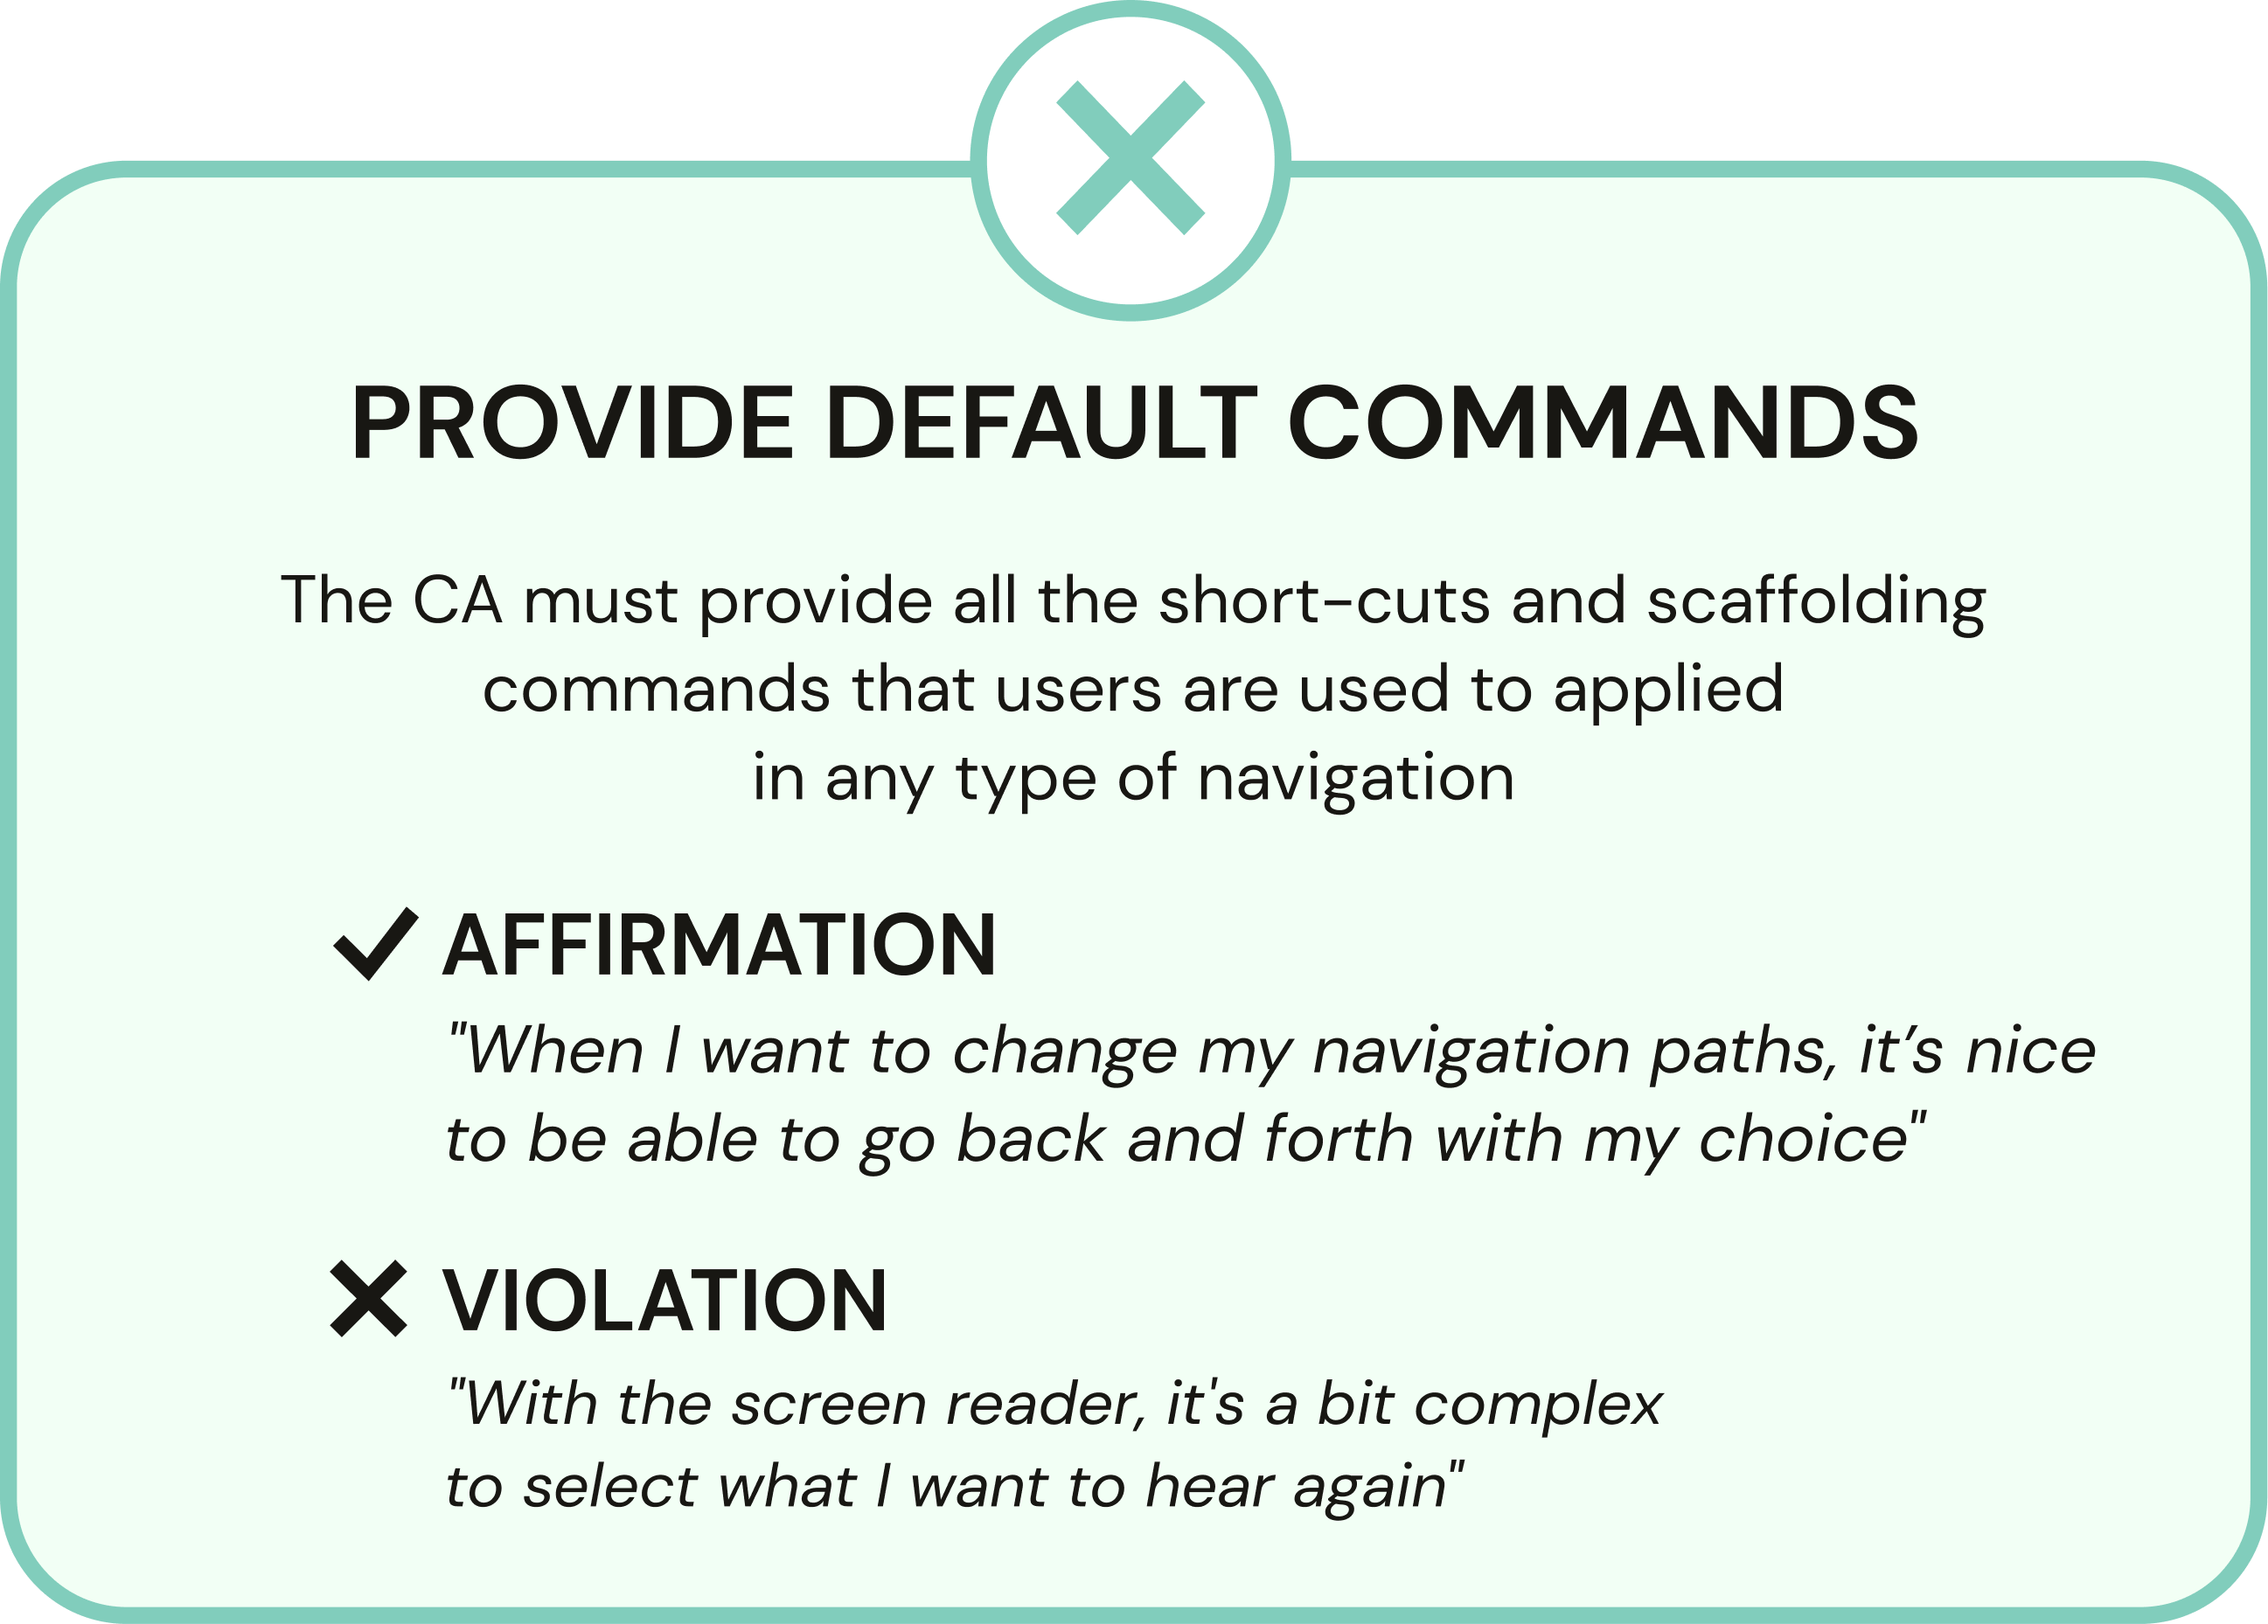 PROVIDE DEFAULT COMMANDS
The CA must provide all the short-cuts and scaffolding
commands that users are used to applied
in any type of navigation
AFFIRMATION
"When I want to change my navigation paths, it’s nice
to be able to go back and forth with my choice"
VIOLATION
"With the screen reader, it's a bit complex
to select what I want to hear again"